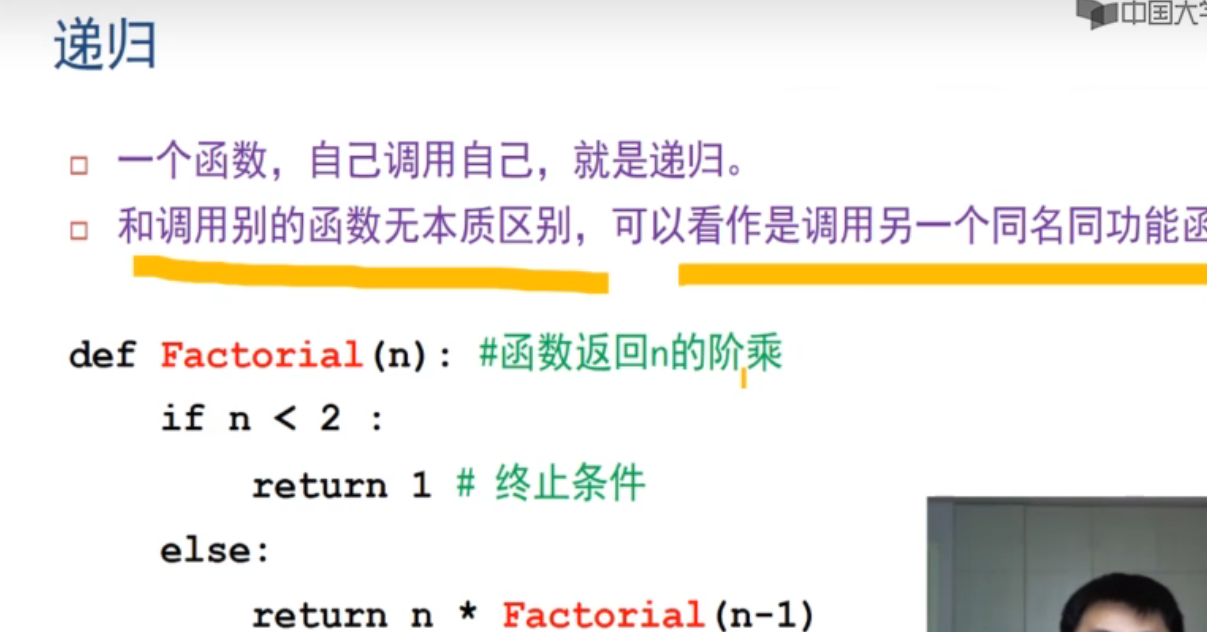 中国大学
递归
一个函数，自己调用自己，就是递归。
和调用别的函数无本质区别，可以看作是调用另一个同名同功能函
def Factorial(n): #函数返回n的阶乘
if n < 2 :
return 1 # 终止条件
else:
return n * Factorial(n-1)